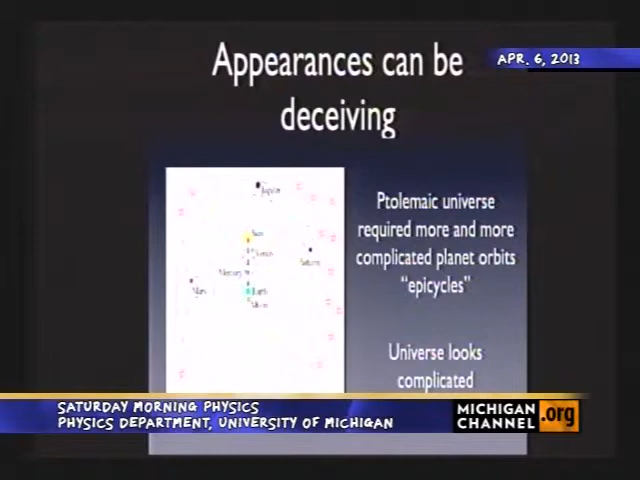 Appearances can be
deceiving
APR. 6, 2013
Jupiter
Sun
Venus
Saturn
Mercury
Mars
Earth
Moon
Ptolemaic universe
required more and more
complicated planet orbits
“epicycles”
Universe looks
complicated
SATURDAY MORNING PHYSICS
PHYSICS DEPARTMENT, UNIVERSITY OF MICHIGAN
MICHIGAN
CHANNEL.org